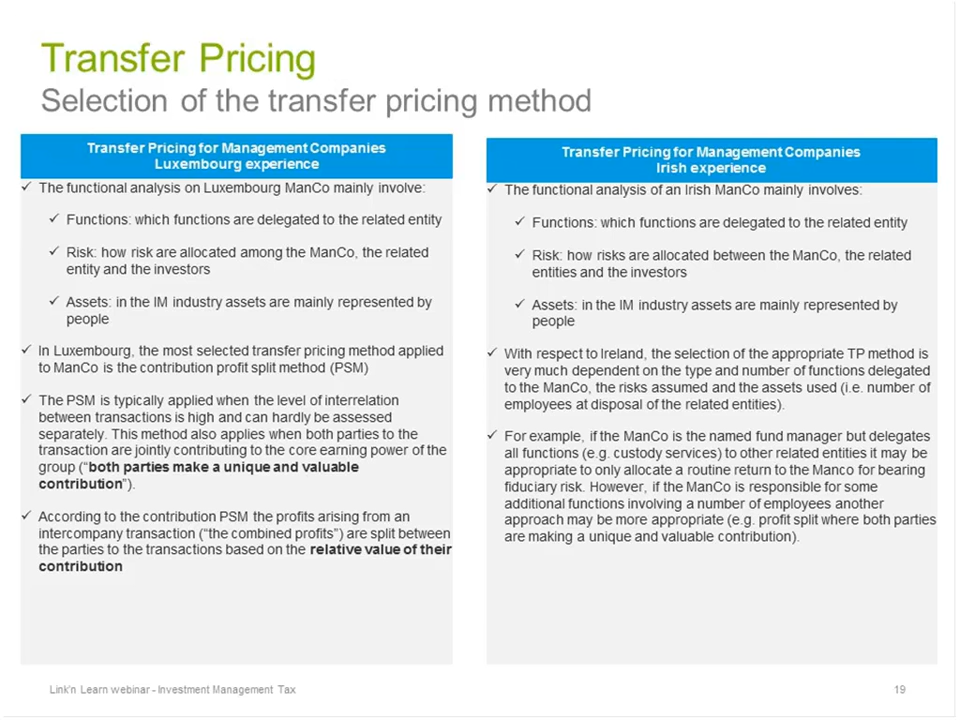 Transfer Pricing
Selection of the transfer pricing method
Transfer Pricing for Management Companies
Luxembourg experience
✓ The functional analysis on Luxembourg ManCo mainly involve:
✓ Functions: which functions are delegated to the related entity
✓ Risk: how risk are allocated among the ManCo, the related
entity and the investors
✓ Assets: in the IM industry assets are mainly represented by
people
✓ In Luxembourg, the most selected transfer pricing method applied
to ManCo is the contribution profit split method (PSM)
✓ The PSM is typically applied when the level of interrelation
between transactions is high and can hardly be assessed
separately. This method also applies when both parties to the
transaction are jointly contributing to the core earning power of the
group (“both parties make a unique and valuable
contribution”).
✓ According to the contribution PSM the profits arising from an
intercompany transaction (“the combined profits”) are split between
the parties to the transactions based on the relative value of their
contribution
Transfer Pricing for Management Companies
Irish experience
✓ The functional analysis of an Irish ManCo mainly involves:
✓ Functions: which functions are delegated to the related entity
✓ Risk: how risks are allocated between the ManCo, the related
entities and the investors
✓ Assets: in the IM industry assets are mainly represented by
people
✓ With respect to Ireland, the selection of the appropriate TP method is
very much dependent on the type and number of functions delegated
to the ManCo, the risks assumed and the assets used (i.e. number of
employees at disposal of the related entities).
✓ For example, if the ManCo is the named fund manager but delegates
all functions (e.g. custody services) to other related entities it may be
appropriate to only allocate a routine return to the Manco for bearing
fiduciary risk. However, if the ManCo is responsible for some
additional functions involving a number of employees another
approach may be more appropriate (e.g. profit split where both parties
are making a unique and valuable contribution).
Link'n Learn webinar - Investment Management Tax
19